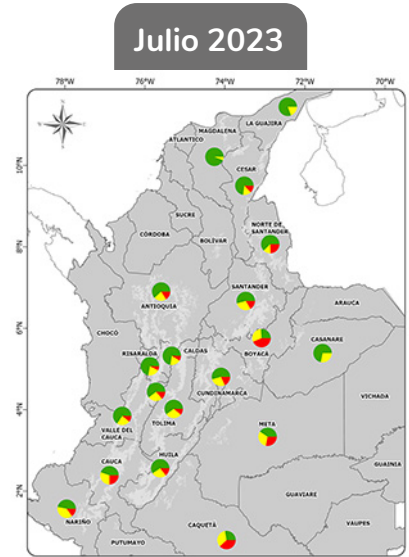 Julio 2023
78°W 76°W 74°W 72°W 70°W
LA GUAJIRA
MAGDALENA
ATLANTICO
10°N
CESAR
SUCRE
NORTE DE
SANTANDER
CÓRDOBA
BOLÍVAR
8°N
SANTANDER
ANTIOQUIA
ARAUCA
6°N
CHOCÓ
CASANARE
RISARALDA
CALDAS
BOYACÁ
CUNDINAMARCA
VICHADA
4°N
TOLIMA
META
VALLE DEL
CAUCA
HUILA
CAUCA
GUAINIA
2°N
GUAVIARE
NARIÑO
VAUPES
CAQUETÁ
PUTUMAYO